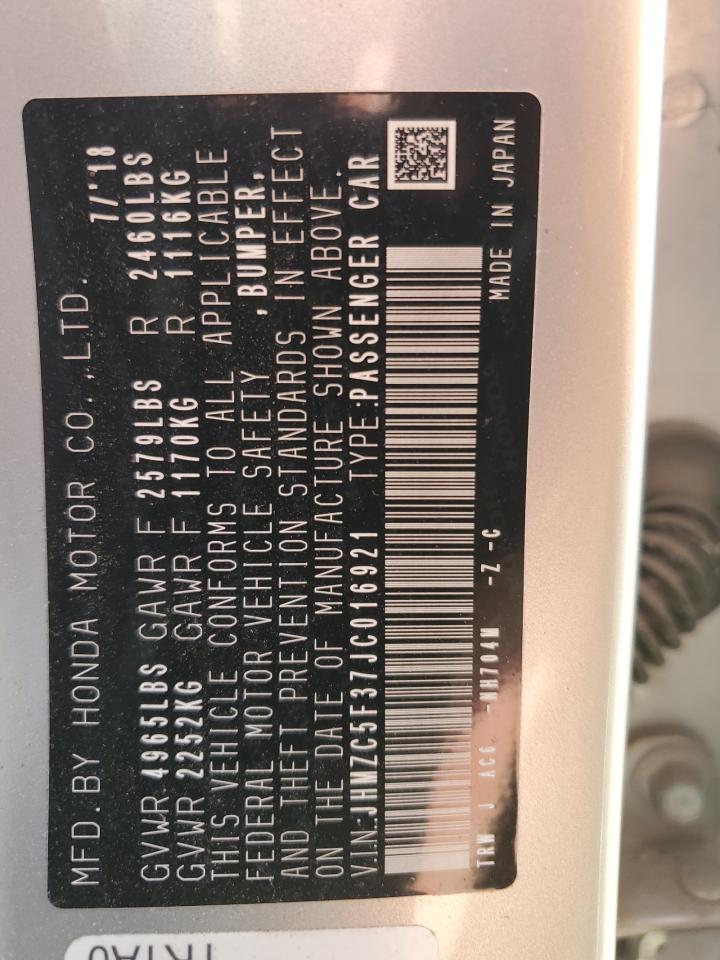 MFD. BY HONDA MOTOR CO., LTD. 7/'18
GVWR 4965LBS GAWR F 2579LBS R 2460LBS
GVWR 2252KG GAWR F 1170KG R 1116KG
THIS VEHICLE CONFORMS TO ALL APPLICABLE
FEDERAL MOTOR VEHICLE SAFETY ,BUMPER,
AND THEFT PREVENTION STANDARDS IN EFFECT
ON THE DATE OF MANUFACTURE SHOWN ABOVE.
V.I.N:JHMZC5F37JC016921 TYPE:PASSENGER CAR
TRW J AC6 -NH704M -Z -C MADE IN JAPAN